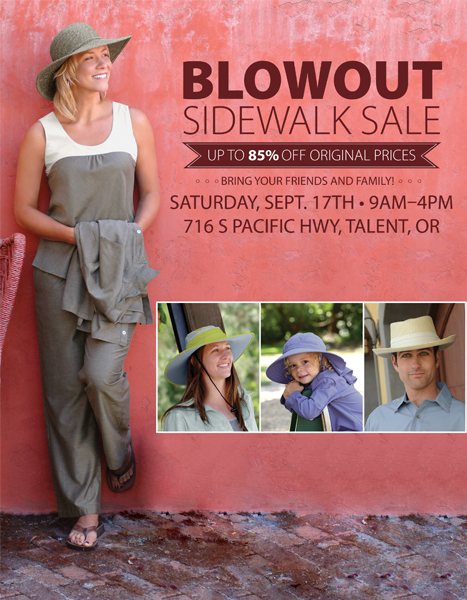 BLOWOUT
SIDEWALK SALE
UP TO 85% OFF ORIGINAL PRICES
BRING YOUR FRIENDS AND FAMILY!
SATURDAY, SEPT. 17TH • 9AM–4PM
716 S PACIFIC HWY, TALENT, OR